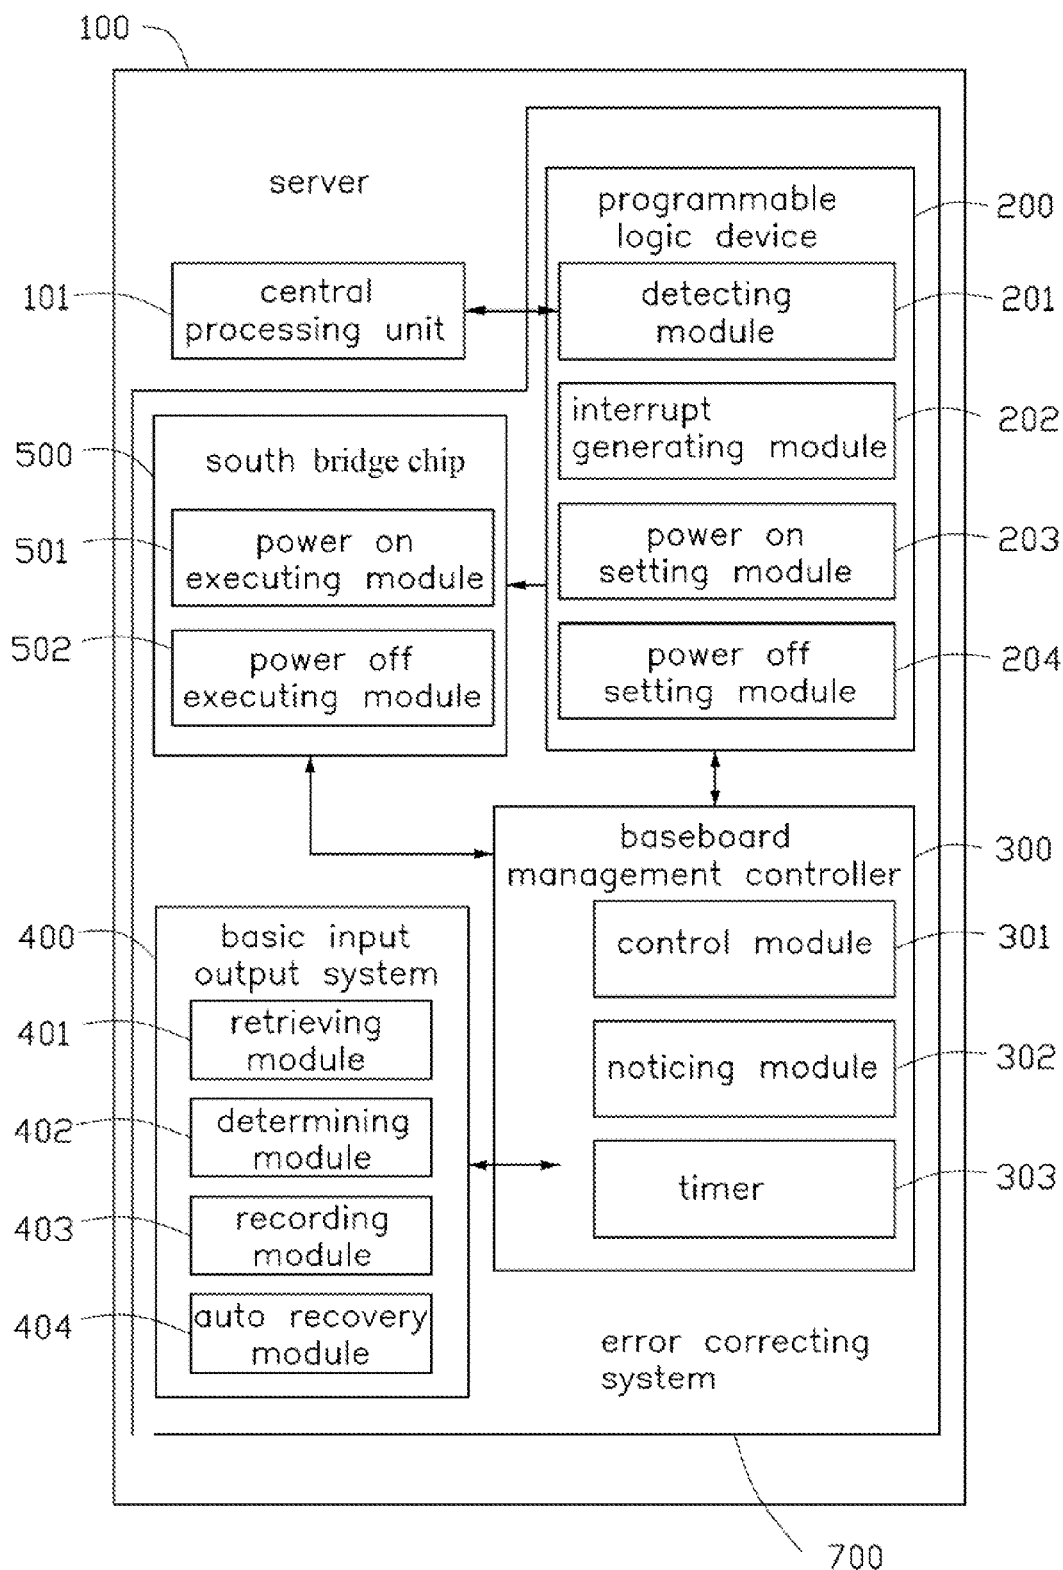 100
server
programmable
logic device
200
101
central
processing unit
detecting
module
201
interrupt
generating module
202
500
south bridge chip
501
power on
executing module
power on
setting module
203
502
power off
executing module
power off
setting module
204
baseboard
management controller
300
400
basic input
output system
control module
301
401
retrieving
module
noticing module
302
402
determining
module
timer
303
403
recording
module
404
auto recovery
module
error correcting
system
700